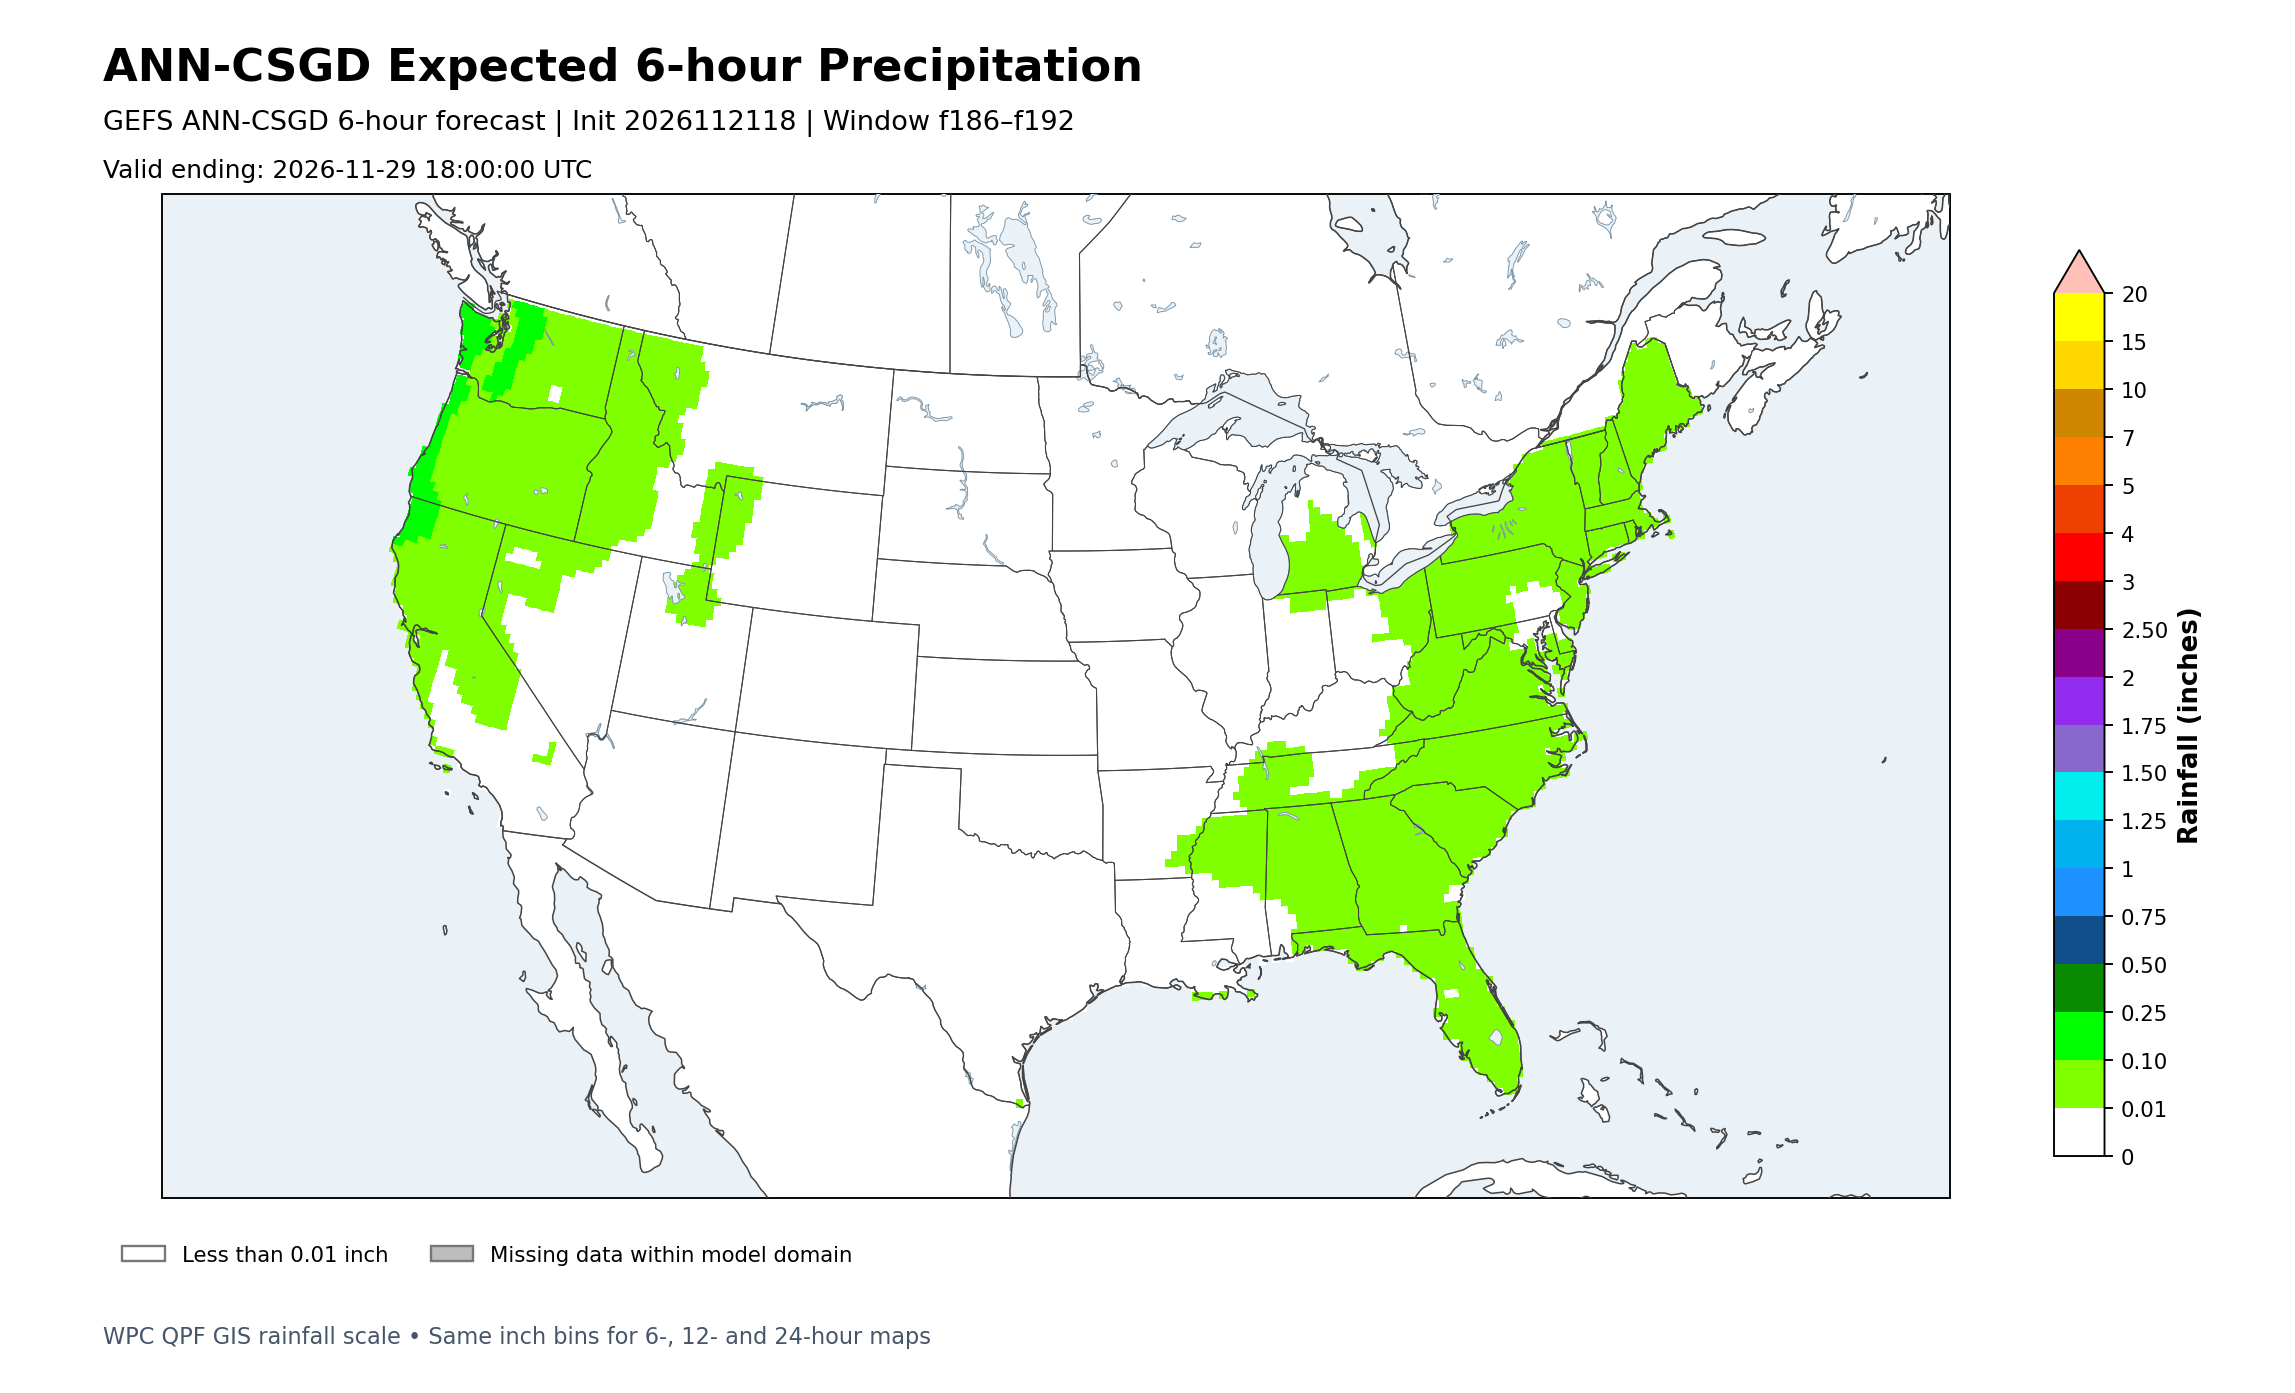 ANN-CSGD Expected 6-hour Precipitation
GEFS ANN-CSGD 6-hour forecast | Init 2026112118 | Window f186–f192
Valid ending: 2026-11-29 18:00:00 UTC
20
15
10
7
5
4
3
2.50
2
1.75
1.50
1.25
1
0.75
0.50
0.25
0.10
0.01
0
Rainfall (inches)
Less than 0.01 inch
Missing data within model domain
WPC QPF GIS rainfall scale • Same inch bins for 6-, 12- and 24-hour maps